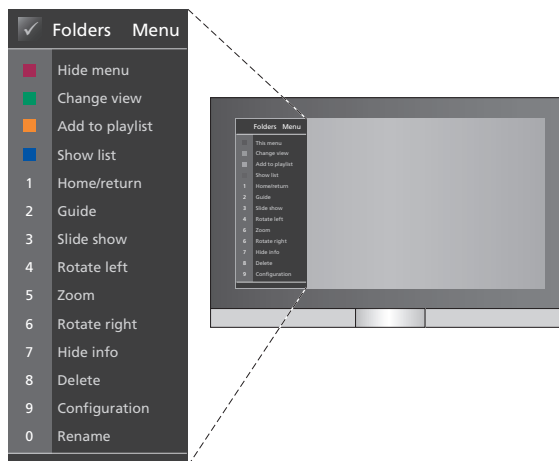 Folders Menu
Hide menu
Change view
Add to playlist
Show list
1 Home/return
2 Guide
3 Slide show
4 Rotate left
5 Zoom
6 Rotate right
7 Hide info
8 Delete
9 Configuration
0 Rename
Folders Menu
This menu
Change view
Add to playlist
Show list
1 Home/return
2 Guide
3 Slide show
4 Rotate left
6 Zoom
6 Rotate right
7 Hide info
8 Delete
9 Configuration